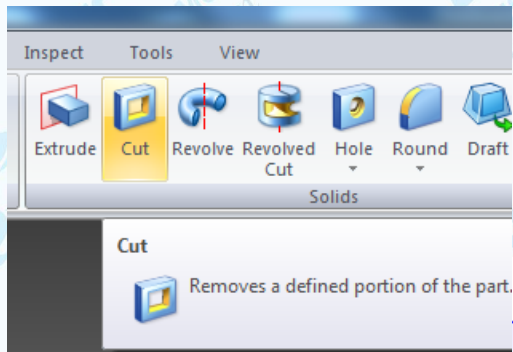 Inspect Tools View
Extrude Cut Revolve Revolved Cut Hole Round Draft
Solids
Cut
Removes a defined portion of the part.